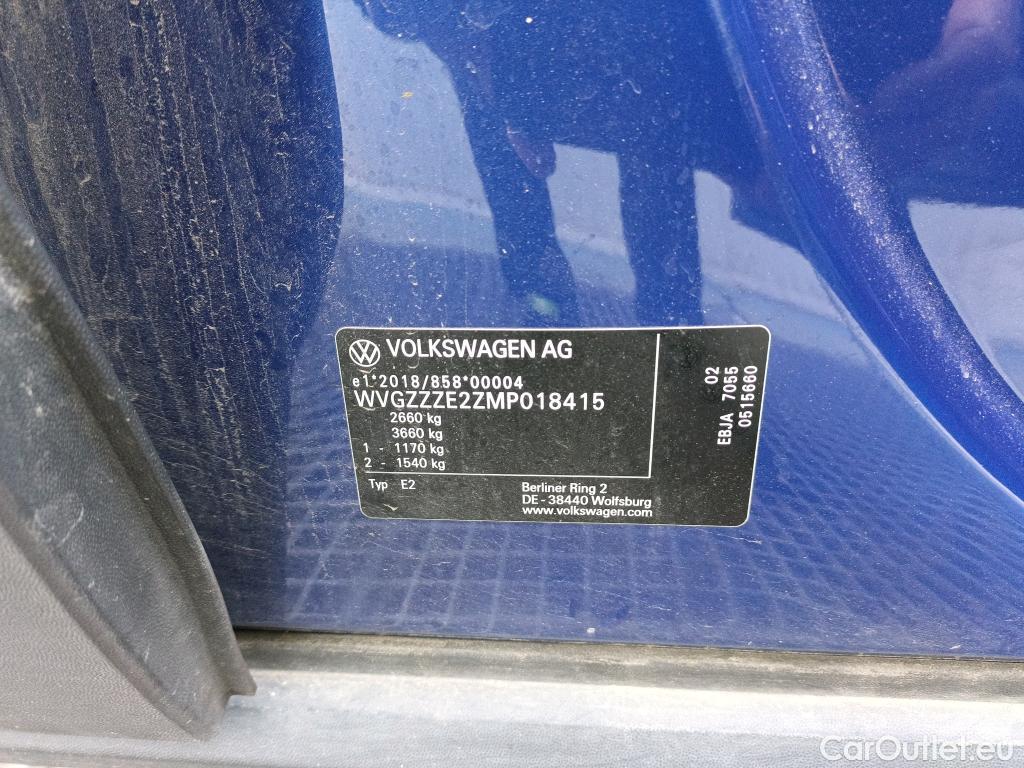 VOLKSWAGEN AG
e1*2018/858*00004
WVGZZZE2ZMP018415
2660 kg
3660 kg
1 - 1170 kg
2 - 1540 kg
Typ E2
Berliner Ring 2
DE - 38440 Wolfsburg
www.volkswagen.com
02
EBJA 7055
0515660
CarOutlet.eu